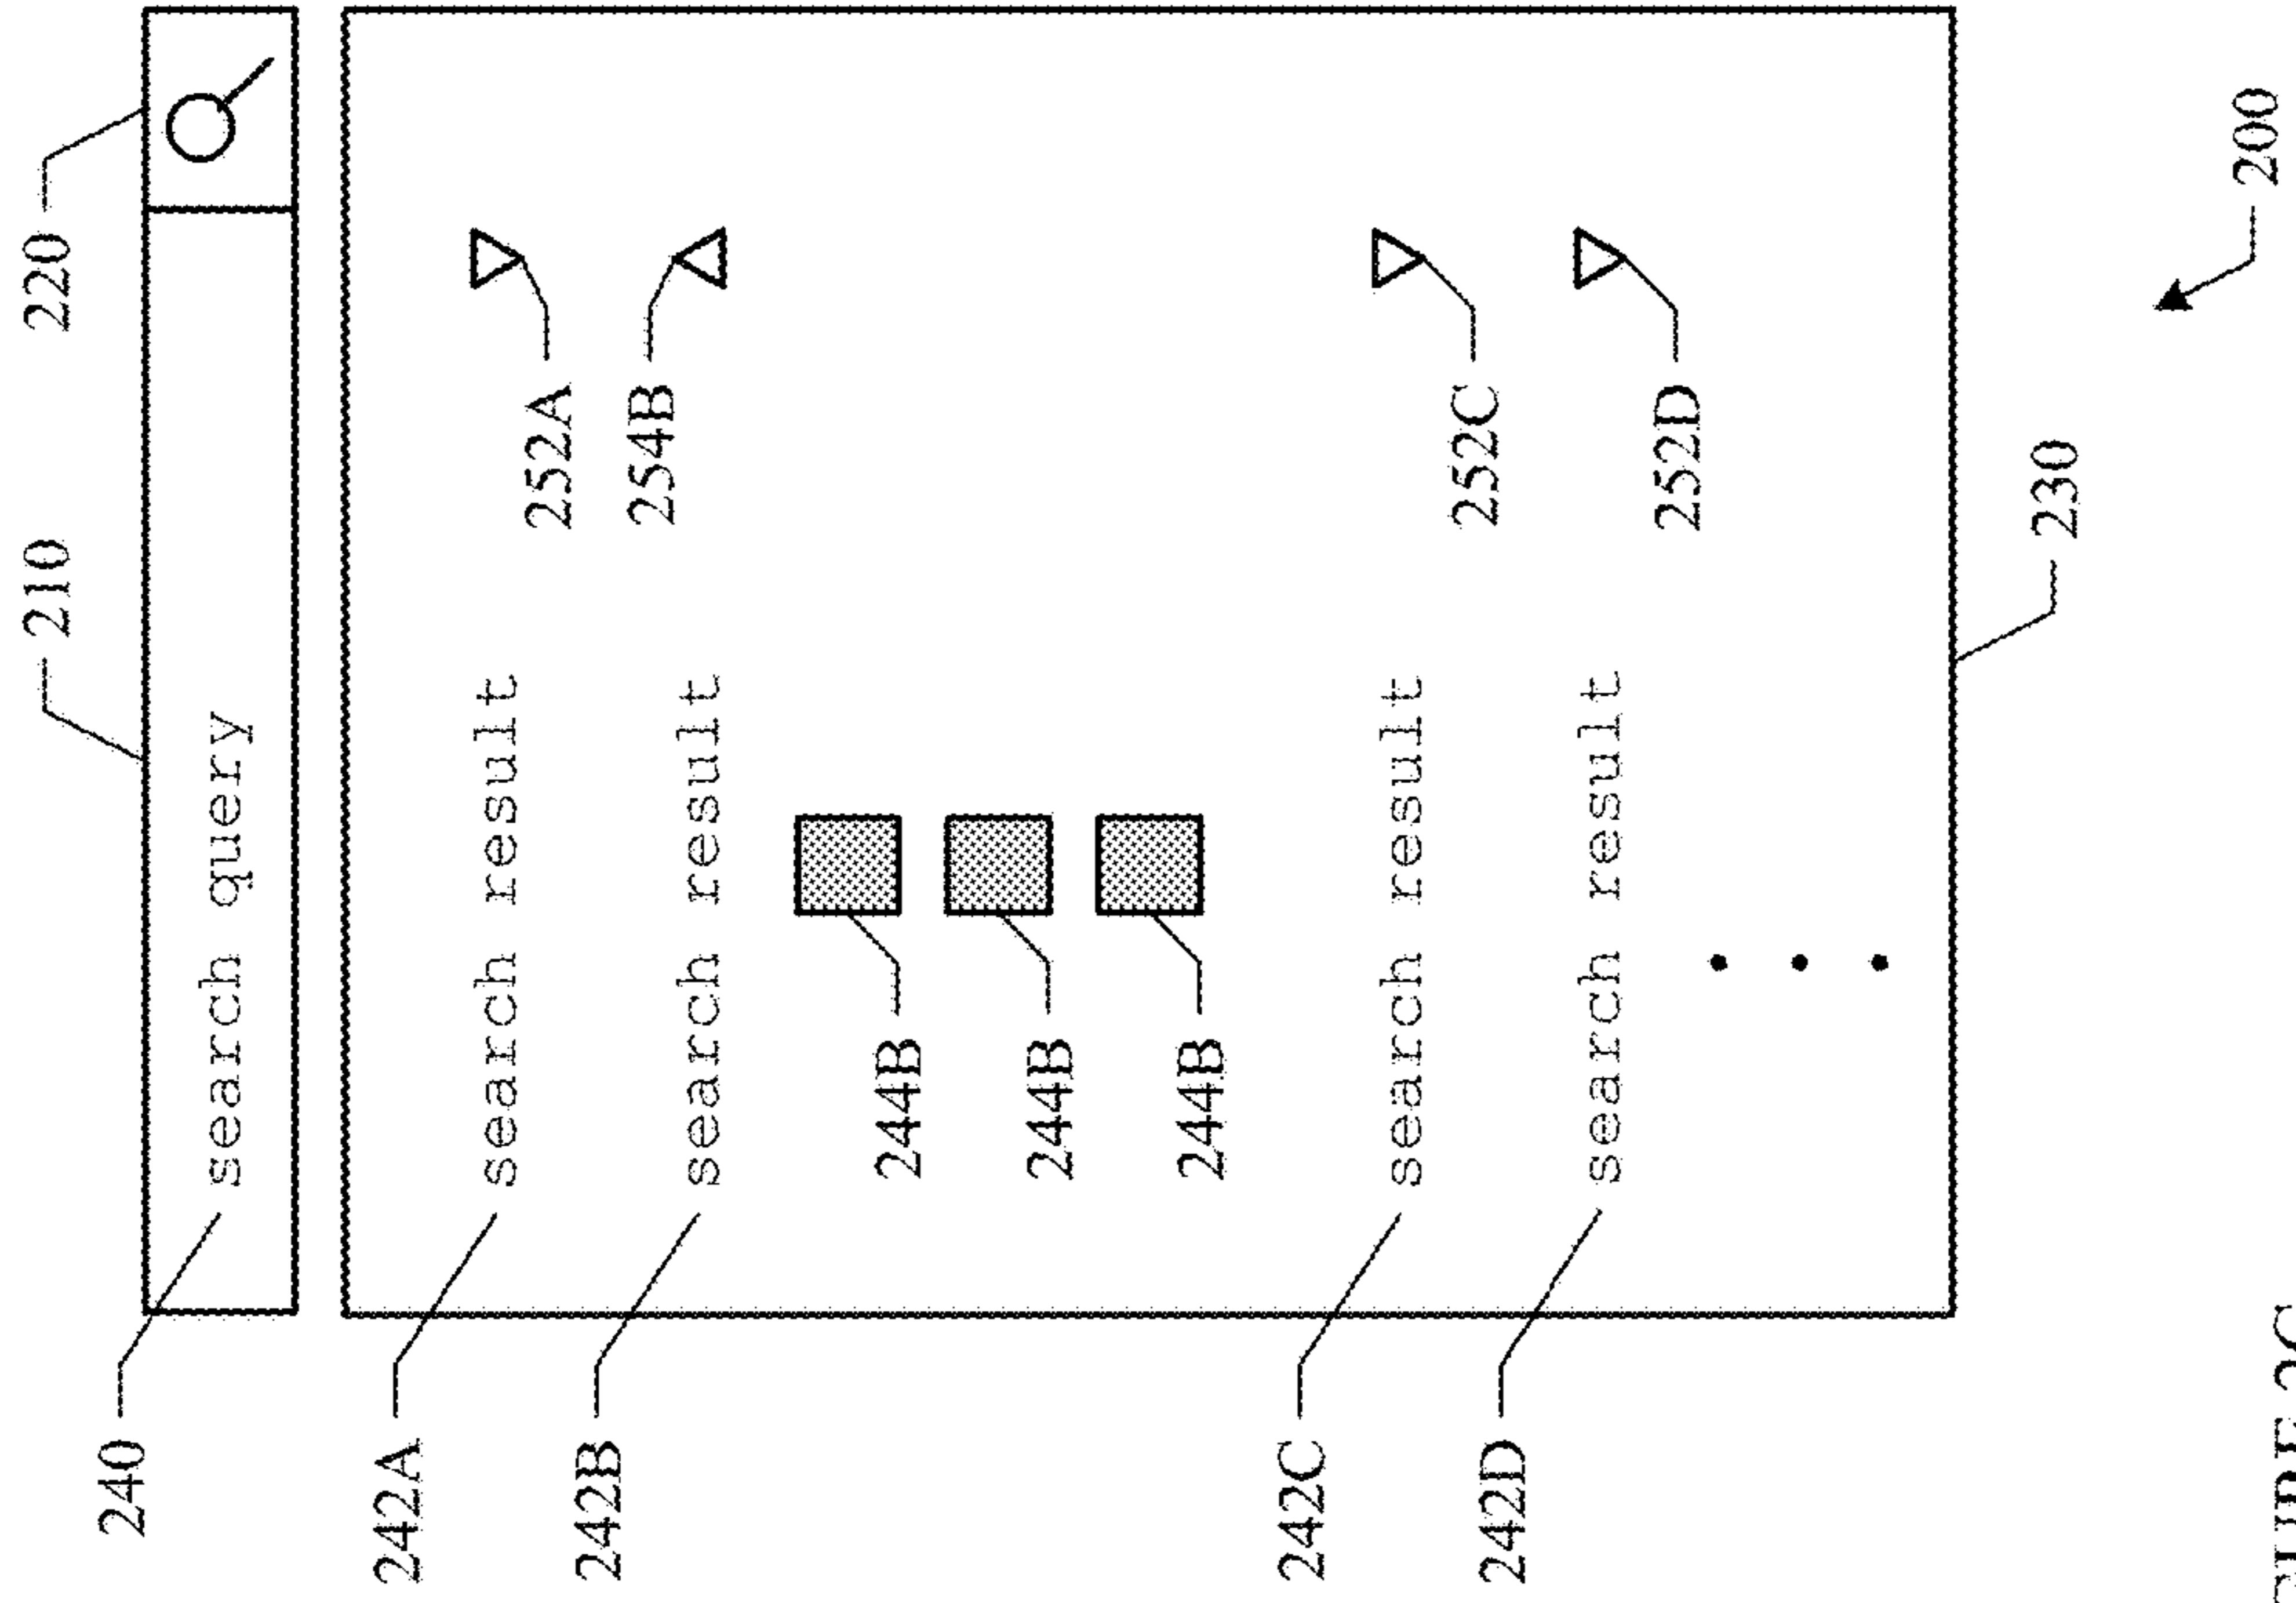 210 220
240
search query
242A
search result
252A
242B
254B
search result
244B
244B
244B
242C
search result
252C
242D
search result
252D
230
200